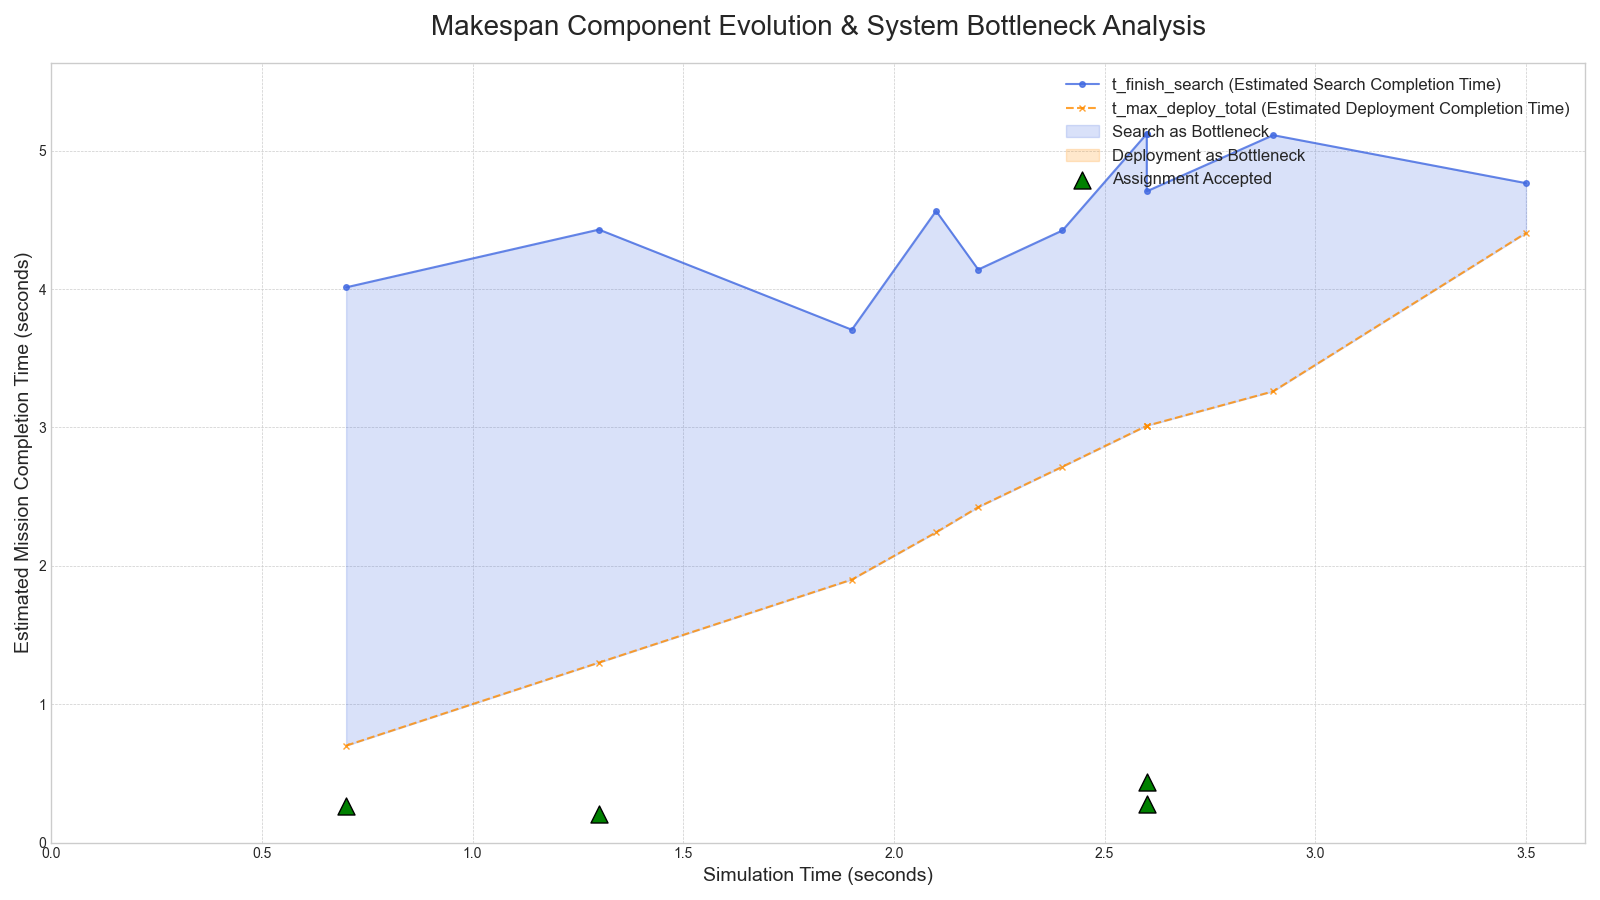 Makespan Component Evolution & System Bottleneck Analysis
t_finish_search (Estimated Search Completion Time)
t_max_deploy_total (Estimated Deployment Completion Time)
Search as Bottleneck
Deployment as Bottleneck
Assignment Accepted
Estimated Mission Completion Time (seconds)
5
4
3
2
1
0
0.0 0.5 1.0 1.5 2.0 2.5 3.0 3.5
Simulation Time (seconds)